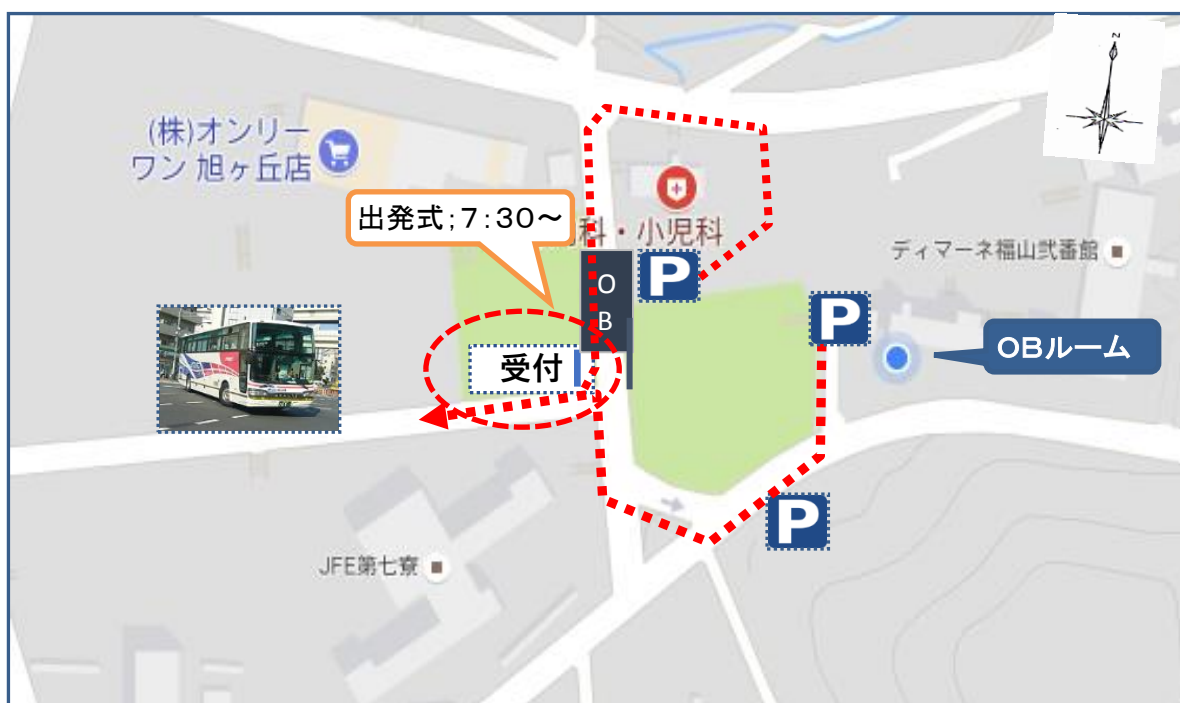 N
(株)オンリー
ワン 旭ヶ丘店
出発式;7:30～
科・小児科
P
ディマーネ福山弐番館
O
B
P
OBルーム
受付
P
JFE第七寮